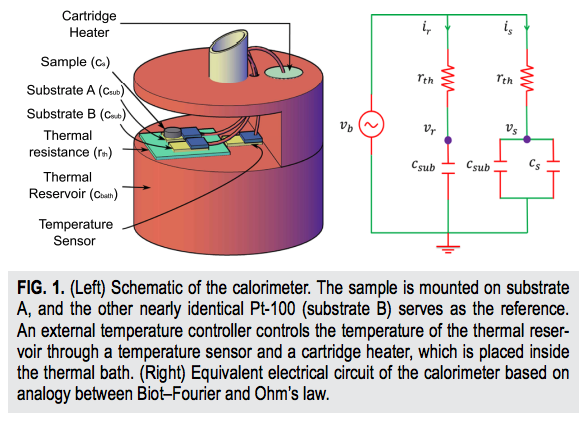 Cartridge
Heater
Sample (Cs)
Substrate A (Csub)
Substrate B (Csub)
Thermal
resistance (rth)
Thermal
Reservoir (Cbath)
Temperature
Sensor
ir
is
rth
rth
vb
vr
vs
Csub
Csub
Cs
FIG. 1. (Left) Schematic of the calorimeter. The sample is mounted on substrate
A, and the other nearly identical Pt-100 (substrate B) serves as the reference.
An external temperature controller controls the temperature of the thermal reser-
voir through a temperature sensor and a cartridge heater, which is placed inside
the thermal bath. (Right) Equivalent electrical circuit of the calorimeter based on
analogy between Biot–Fourier and Ohm's law.